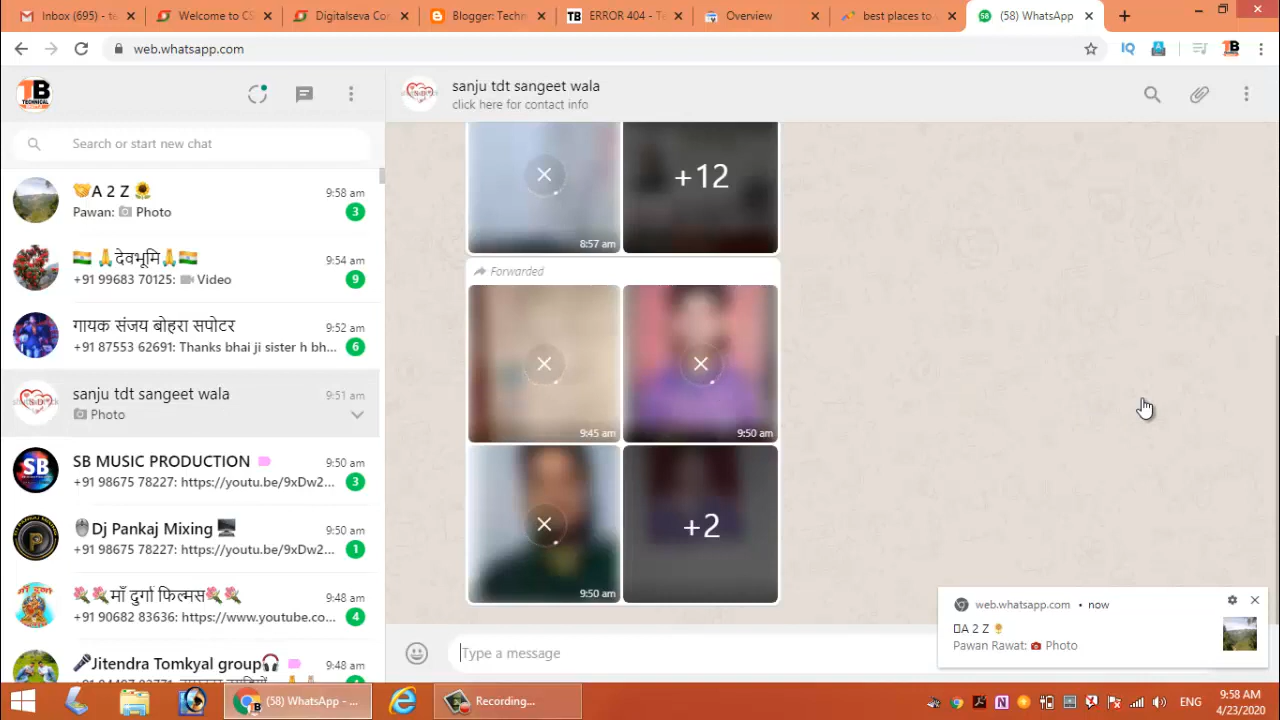 Inbox (695) - te
Welcome to CS
Digitalseva Cor
Blogger: Techn
ERROR 404 - Te
Overview
best places to
(58) WhatsApp
web.whatsapp.com
Search or start new chat
A 2 Z
9:58 am
Pawan: Photo
3
देवभूमि
9:54 am
+91 99683 70125: Video
9
गायक संजय बोहरा सपोटर
9:52 am
+91 87553 62691: Thanks bhai ji sister h bh...
6
sanju tdt sangeet wala
9:51 am
Photo
SB MUSIC PRODUCTION
9:50 am
+91 98675 78227: https://youtu.be/9xDw2...
3
Dj Pankaj Mixing
9:50 am
+91 98675 78227: https://youtu.be/9xDw2...
1
माँ दुर्गा फिल्मस
9:48 am
+91 90682 83636: https://www.youtube.co...
4
Jitendra Tomkyal group
9:48 am
sanju tdt sangeet wala
click here for contact info
+12
8:57 am
Forwarded
9:45 am
9:50 am
+2
9:50 am
Type a message
web.whatsapp.com • now
A 2 Z
Pawan Rawat: Photo
(58) WhatsApp - ...
Recording...
ENG
9:58 AM
4/23/2020